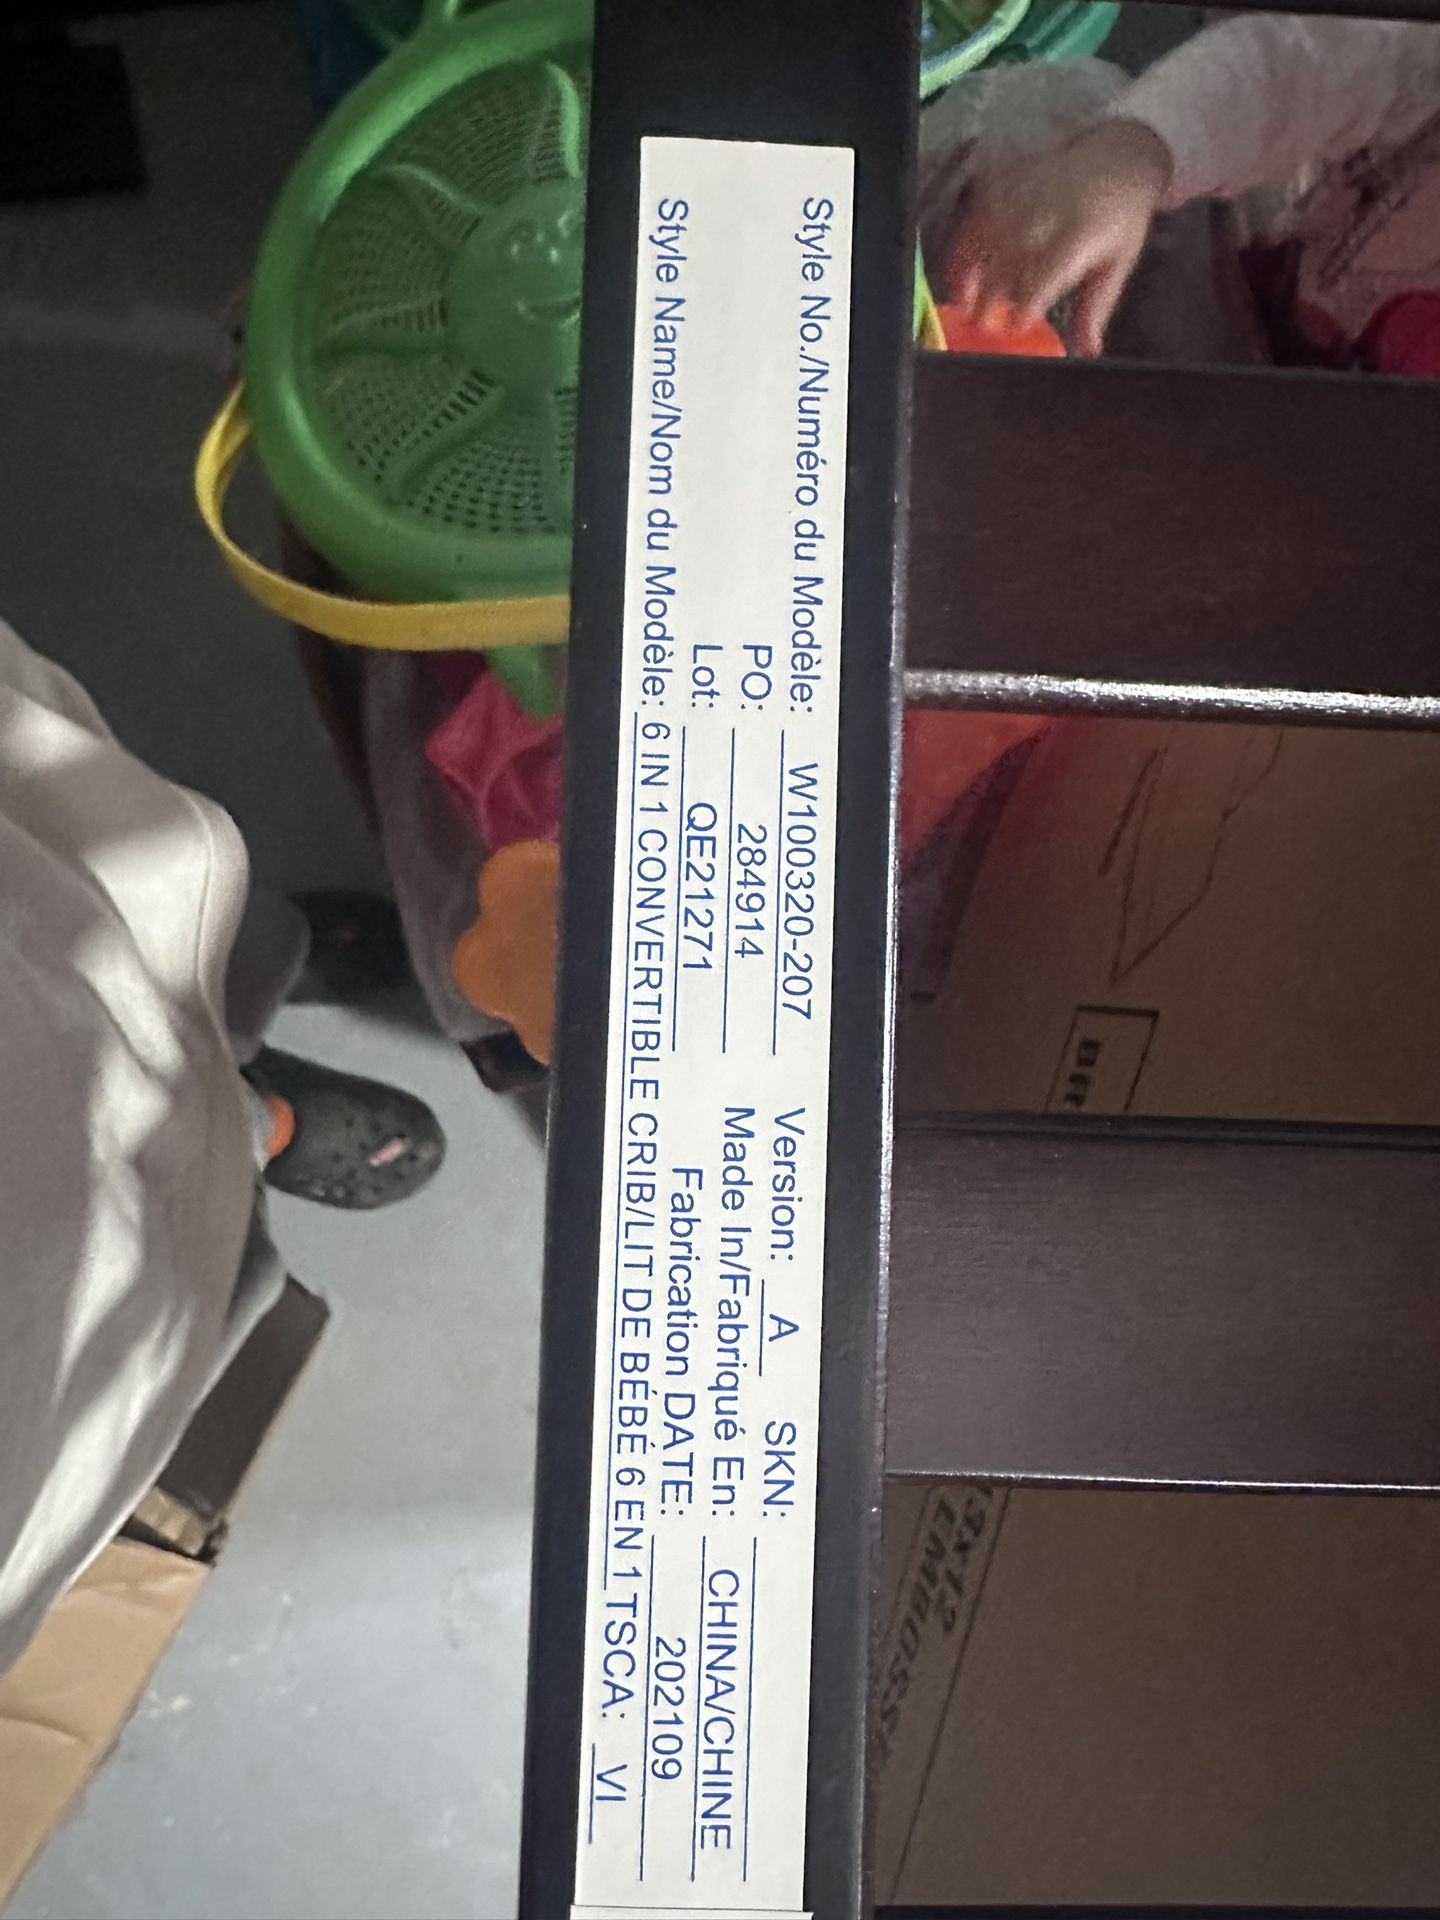 Style No./Numéro du Modèle: W100320-207 Version: A SKN:
PO: 284914 Made In/Fabriqué En: CHINA/CHINE
Lot: QE21271 Fabrication DATE: 202109
Style Name/Nom du Modèle: 6 IN 1 CONVERTIBLE CRIB/LIT DE BÉBÉ 6 EN 1 TSCA: VI